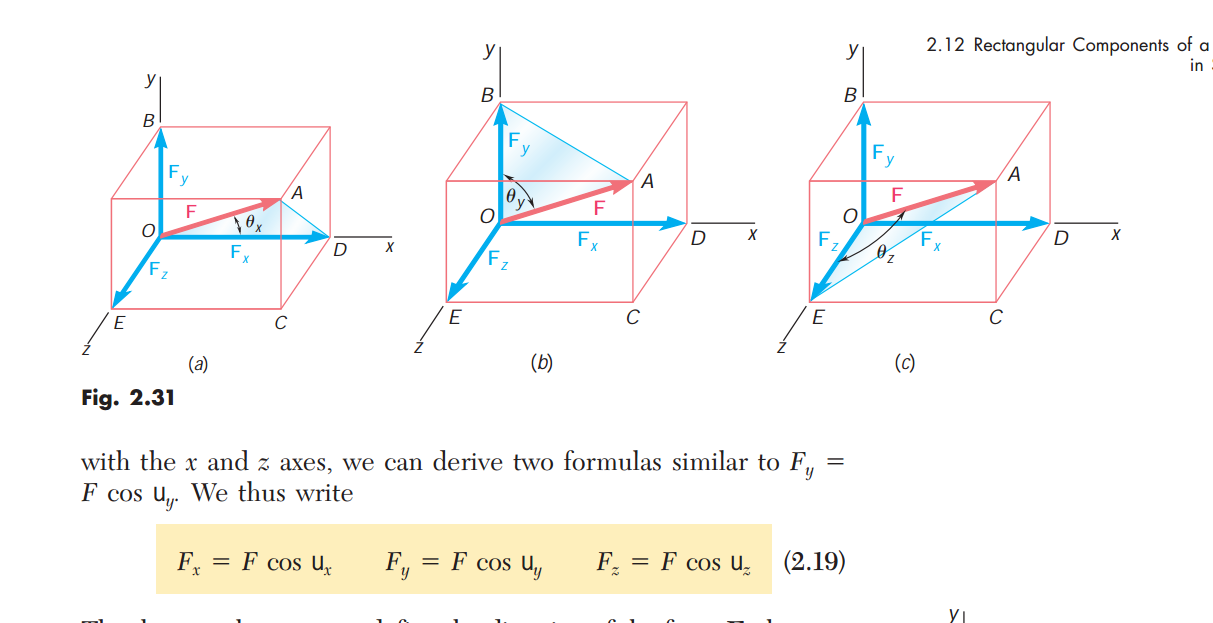 2.12 Rectangular Components of a
in
y
B
F_y
A
F
θ_x
O
F_x
D
x
F_z
E
C
z
(a)
y
B
F_y
A
θ_y
F
O
F_x
D
x
F_z
E
C
z
(b)
y
B
F_y
A
F
O
F_z
θ_z
F_x
D
x
E
C
z
(c)
Fig. 2.31
with the x and z axes, we can derive two formulas similar to F_y =
F cos u_y. We thus write
F_x = F cos u_x F_y = F cos u_y F_z = F cos u_z (2.19)
y